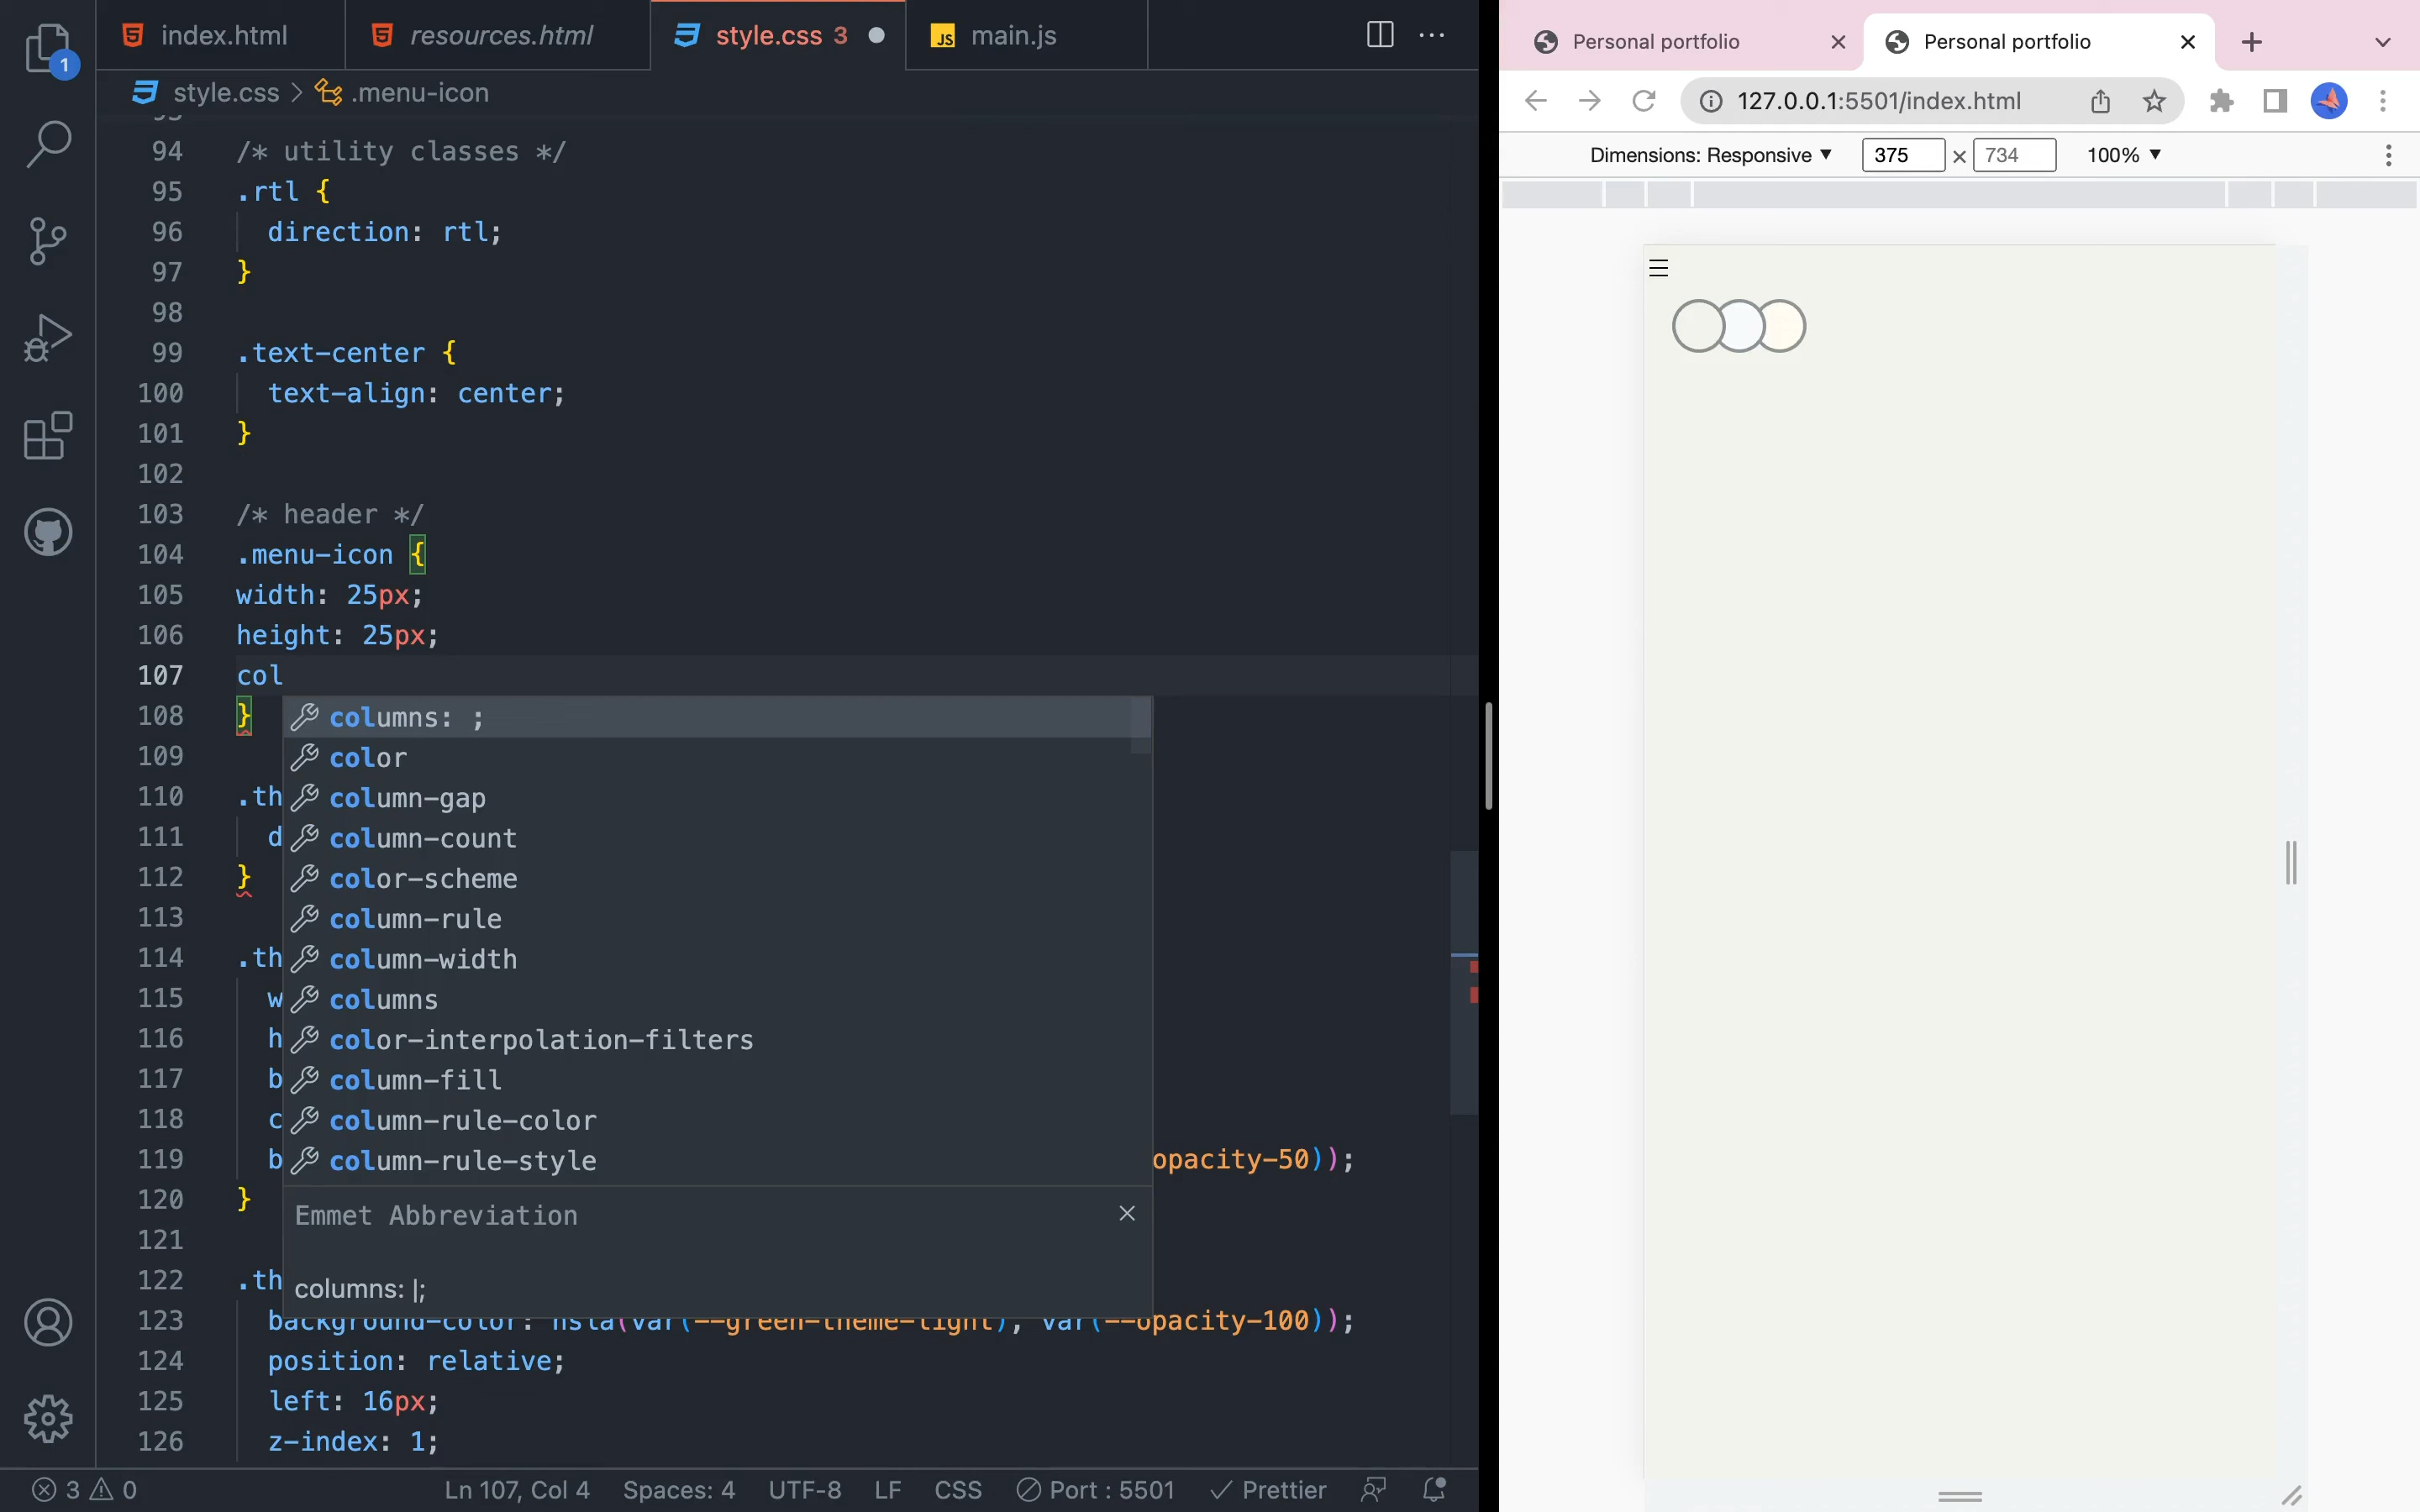 index.html
resources.html
style.css 3
main.js
style.css > .menu-icon
94 /* utility classes */
95 .rtl {
96 direction: rtl;
97 }
98
99 .text-center {
100 text-align: center;
101 }
102
103 /* header */
104 .menu-icon {
105 width: 25px;
106 height: 25px;
107 col
108 }
columns: ;
109
color
110 .th
column-gap
111 d
column-count
112 }
color-scheme
113
column-rule
114 .th
column-width
115 w
columns
116 h
color-interpolation-filters
117 b
column-fill
118 c
column-rule-color
119 b
column-rule-style
opacity-50));
120 }
Emmet Abbreviation
121
columns: |;
122 .th
123 background-color: hsla(var(--green-theme-light), var(--opacity-100));
124 position: relative;
125 left: 16px;
126 z-index: 1;
1
3 0
Ln 107, Col 4
Spaces: 4
UTF-8
LF
CSS
Port : 5501
Prettier
Personal portfolio
Personal portfolio
127.0.0.1:5501/index.html
Dimensions: Responsive ▼ 375 × 734 100% ▼